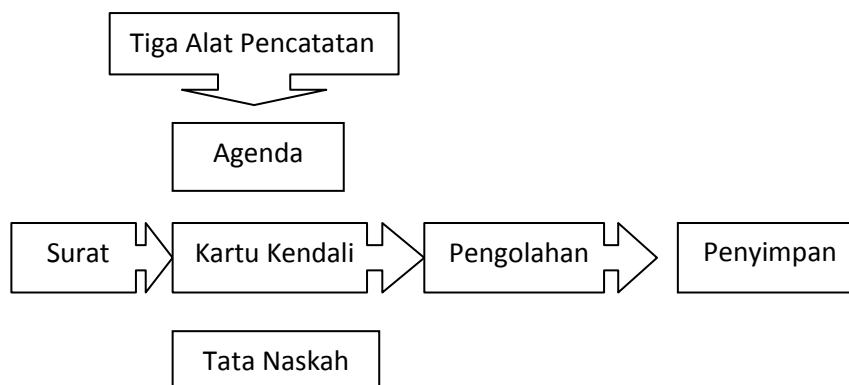 Tiga Alat Pencatatan
Agenda
Surat
Kartu Kendali
Pengolahan
Penyimpan
Tata Naskah